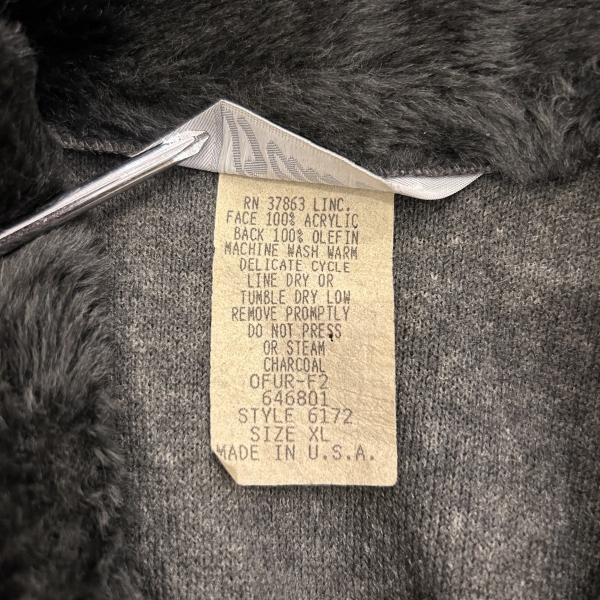 RN 37863 LINC.
FACE 100% ACRYLIC
BACK 100% OLEFIN
MACHINE WASH WARM
DELICATE CYCLE
LINE DRY OR
TUMBLE DRY LOW
REMOVE PROMPTLY
DO NOT PRESS
OR STEAM
CHARCOAL
OFUR-F2
646801
STYLE 6172
SIZE XL
MADE IN U.S.A.